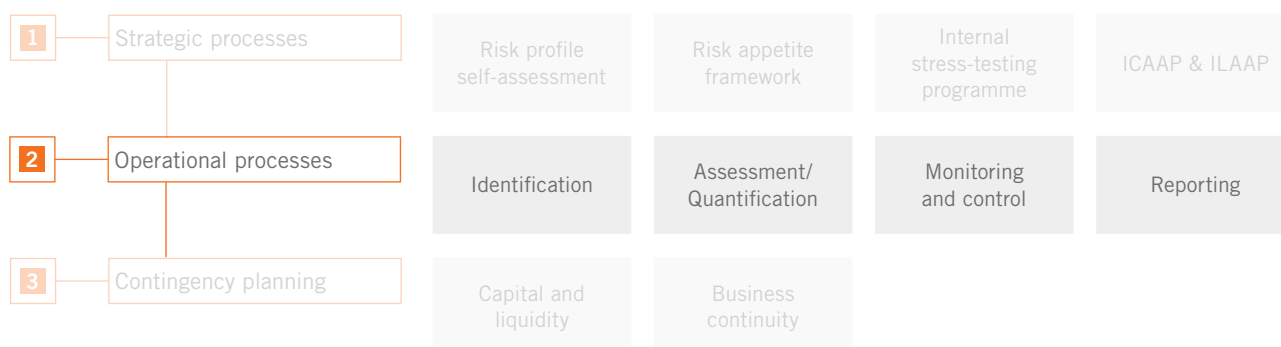 1
Strategic processes
Risk profile
self-assessment
Risk appetite
framework
Internal
stress-testing
programme
ICAAP & ILAAP
2
Operational processes
Identification
Assessment/
Quantification
Monitoring
and control
Reporting
3
Contingency planning
Capital and
liquidity
Business
continuity